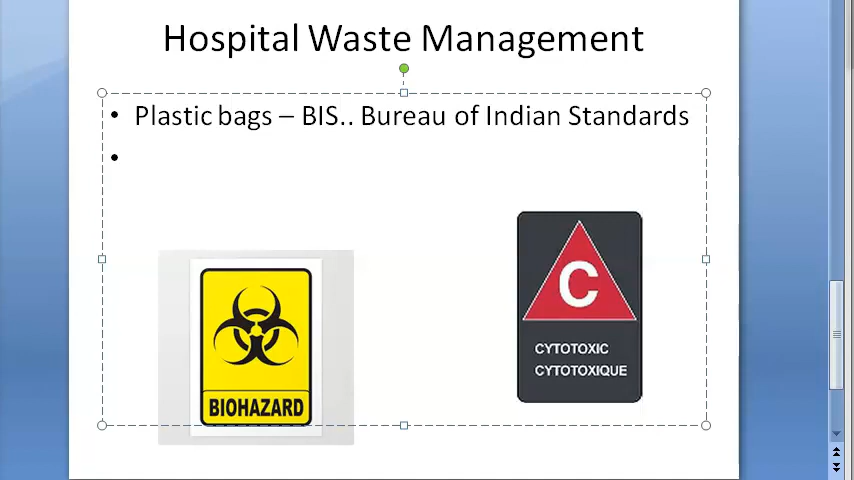 Hospital Waste Management
• Plastic bags – BIS.. Bureau of Indian Standards
•
C
CYTOTOXIC
CYTOTOXIQUE
BIOHAZARD